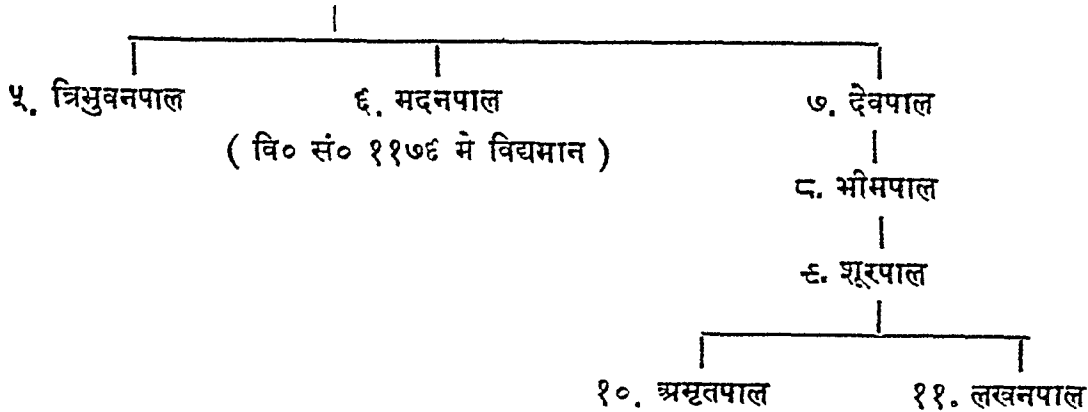 ५. त्रिभुवनपाल ६. मदनपाल ७. देवपाल
( वि० सं० ११७६ मे विद्यमान )
८. भीमपाल
९. शूरपाल
१०. अमृतपाल ११. लखनपाल